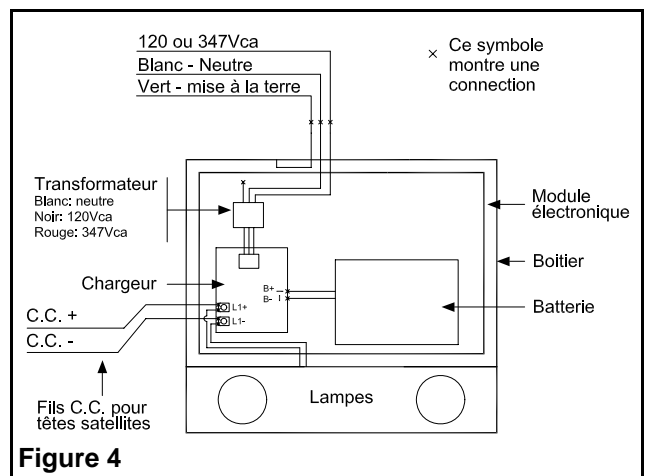 120 ou 347Vca
Blanc - Neutre
Vert - mise à la terre
× Ce symbole
montre une
connection
Transformateur
Blanc: neutre
Noir: 120Vca
Rouge: 347Vca
Module
électronique
Boitier
Chargeur
B+
B-
Batterie
L1+
L1-
C.C. +
C.C. -
Fils C.C. pour
têtes satellites
Lampes
Figure 4